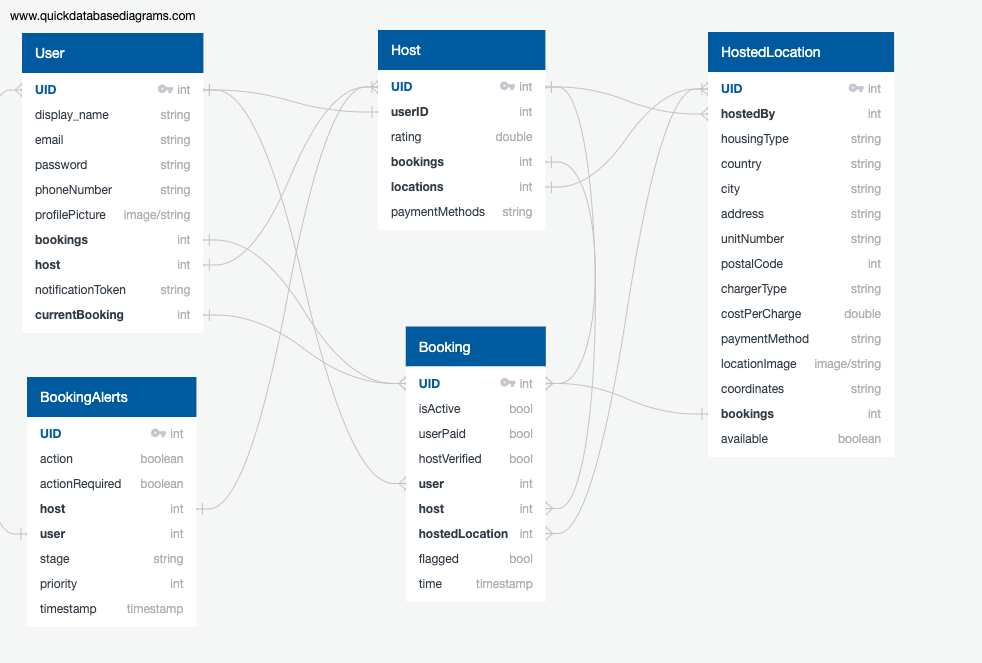 www.quickdatabasediagrams.com
User
UID int
display_name string
email string
password string
phoneNumber string
profilePicture image/string
bookings int
host int
notificationToken string
currentBooking int
BookingAlerts
UID int
action boolean
actionRequired boolean
host int
user int
stage string
priority int
timestamp timestamp
Host
UID int
userID int
rating double
bookings int
locations int
paymentMethods string
Booking
UID int
isActive bool
userPaid bool
hostVerified bool
user int
host int
hostedLocation int
flagged bool
time timestamp
HostedLocation
UID int
hostedBy int
housingType string
country string
city string
address string
unitNumber string
postalCode int
chargerType string
costPerCharge double
paymentMethod string
locationImage image/string
coordinates string
bookings int
available boolean